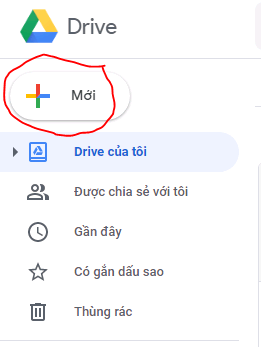 Drive
Mới
Drive của tôi
Được chia sẻ với tôi
Gần đây
Có gắn dấu sao
Thùng rác